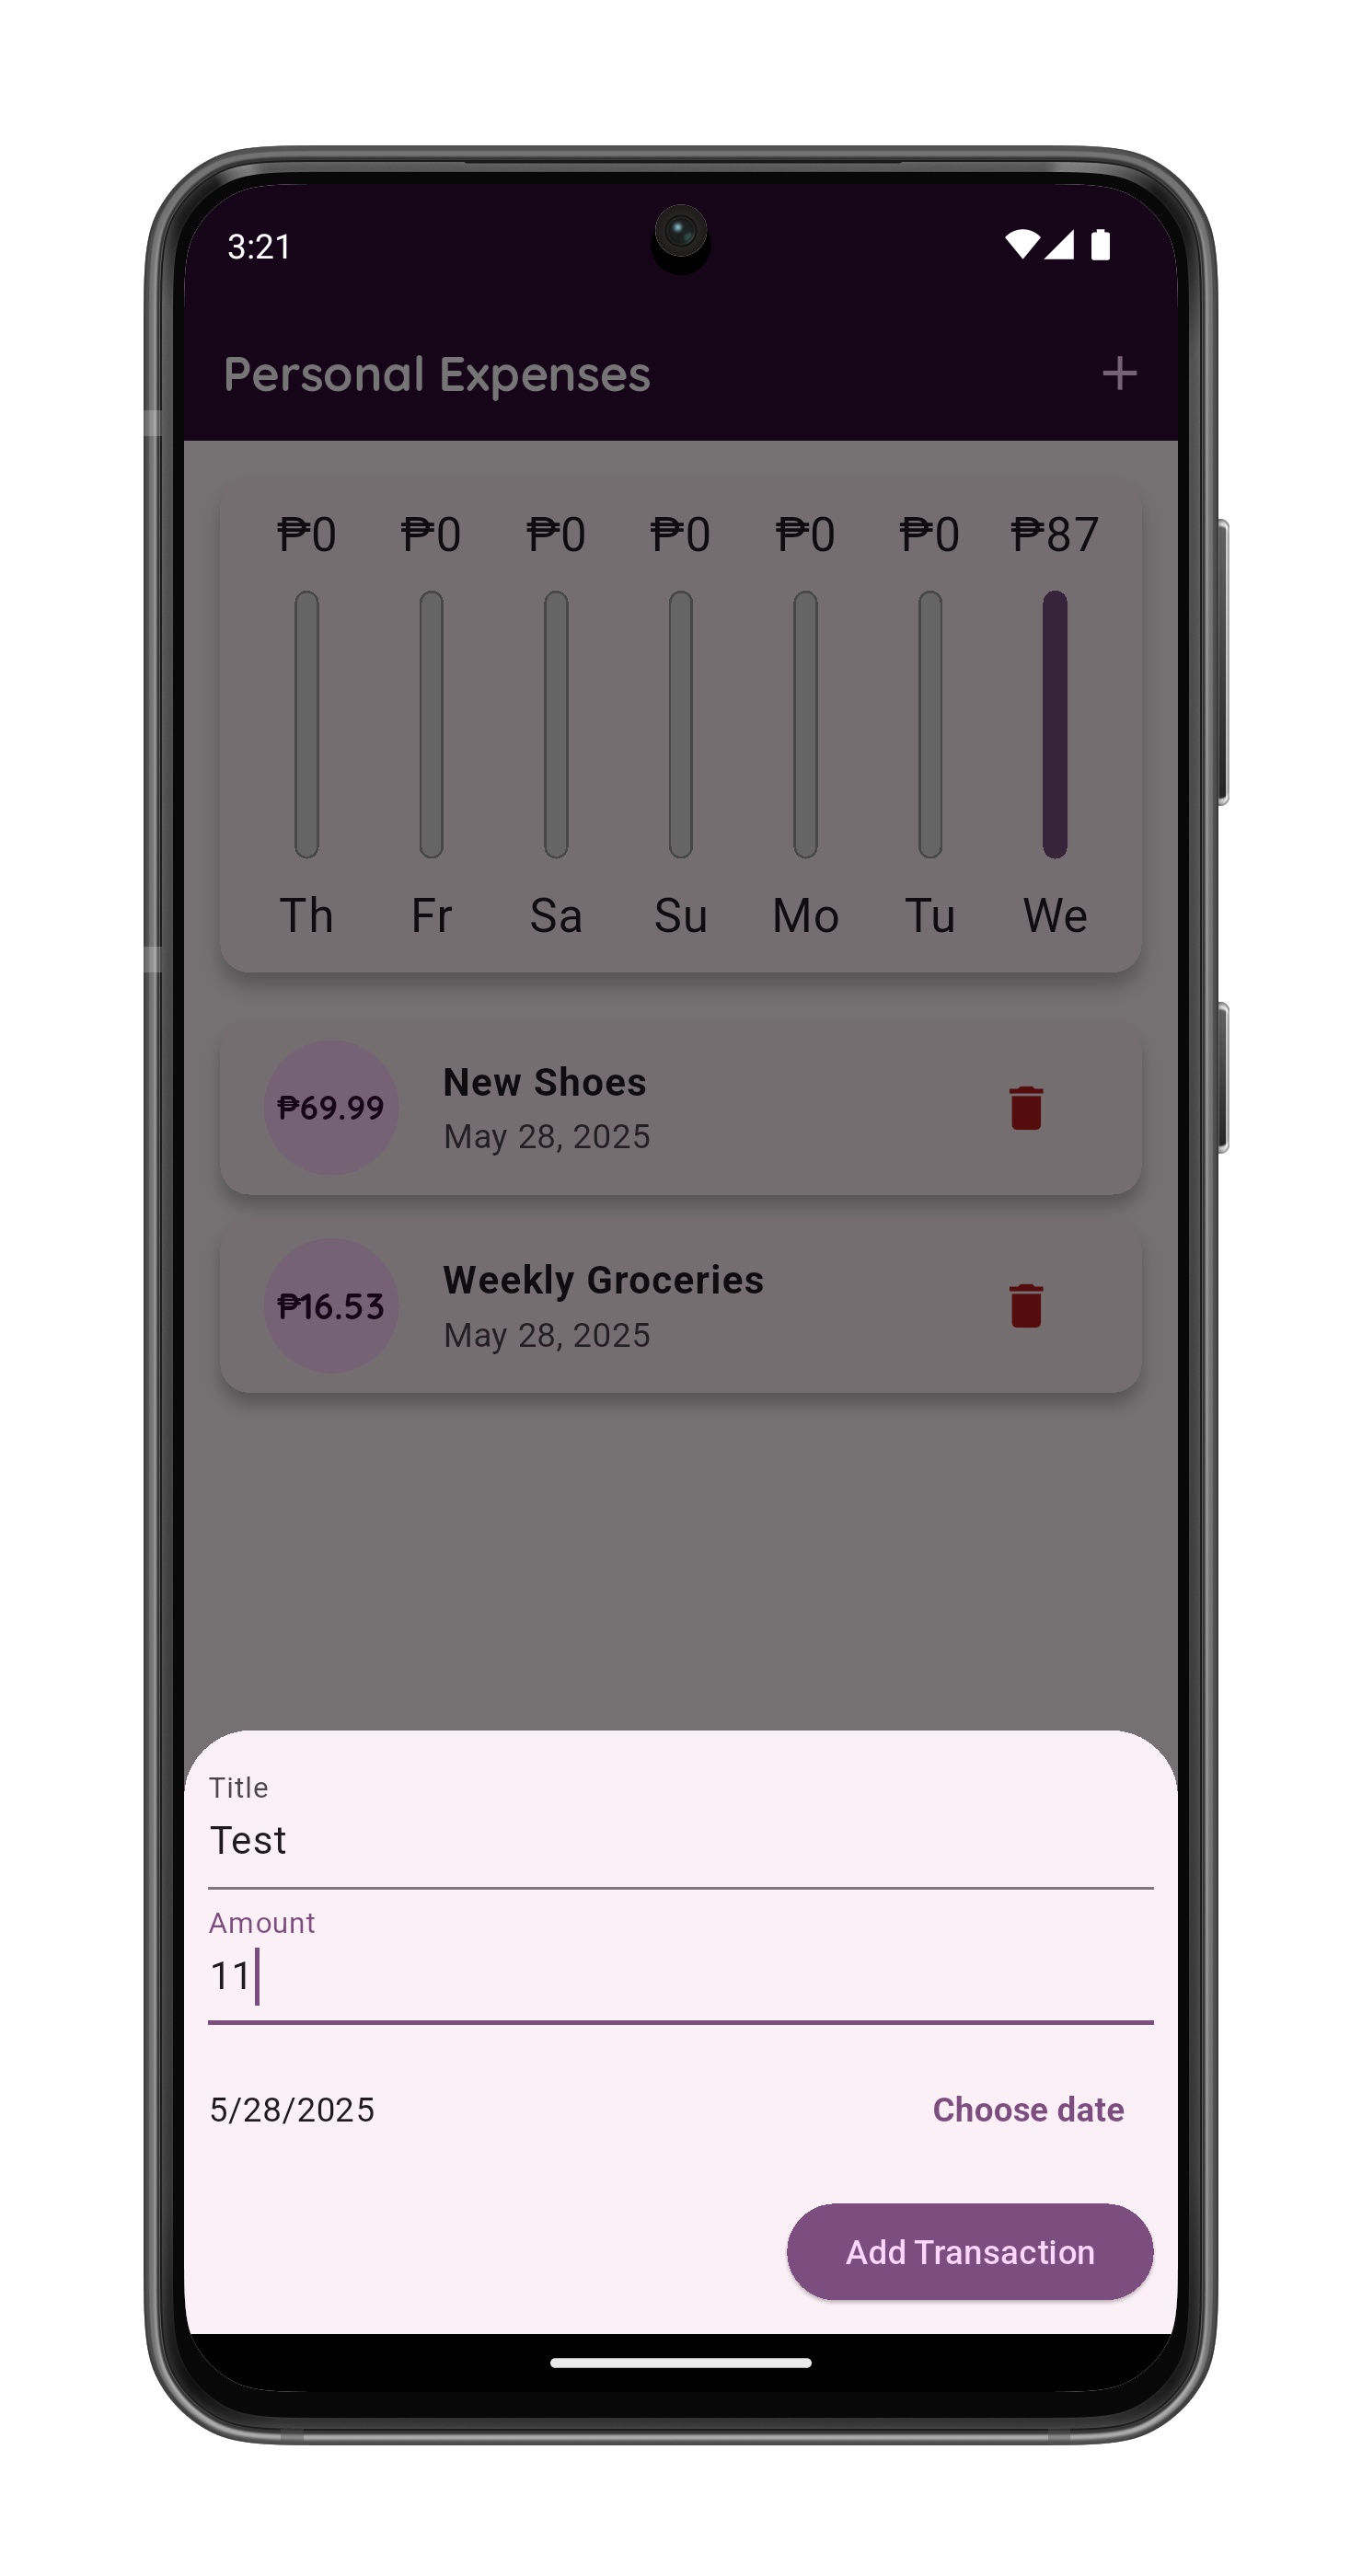 3:21
Personal Expenses +
₱0 ₱0 ₱0 ₱0 ₱0 ₱0 ₱87
Th Fr Sa Su Mo Tu We
₱69.99
New Shoes
May 28, 2025
₱16.53
Weekly Groceries
May 28, 2025
Title
Test
Amount
11
5/28/2025 Choose date
Add Transaction